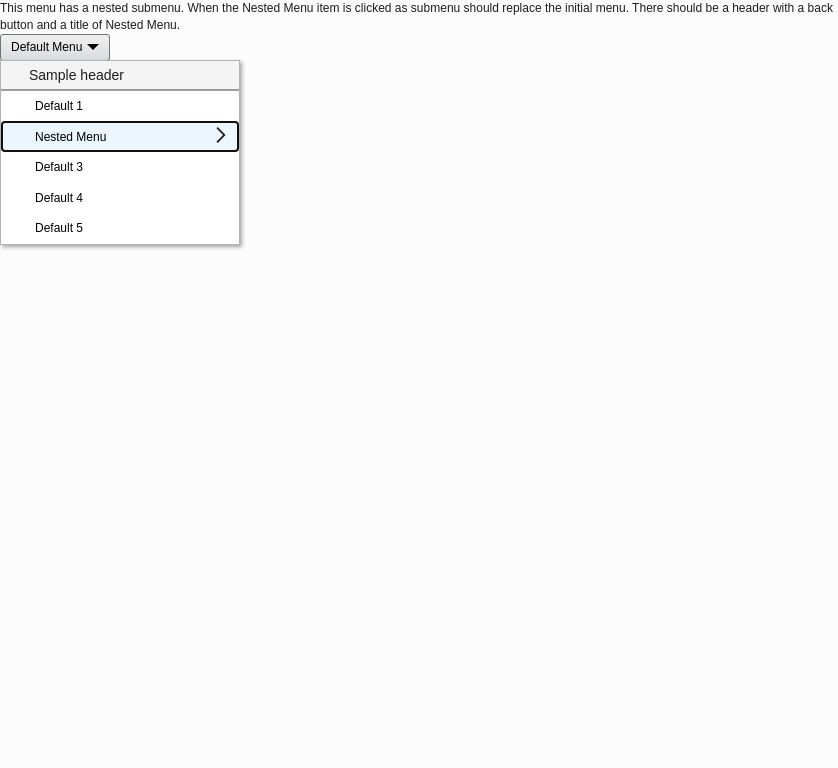 This menu has a nested submenu. When the Nested Menu item is clicked as submenu should replace the initial menu. There should be a header with a back
button and a title of Nested Menu.
Default Menu
Sample header
Default 1
Nested Menu
Default 3
Default 4
Default 5